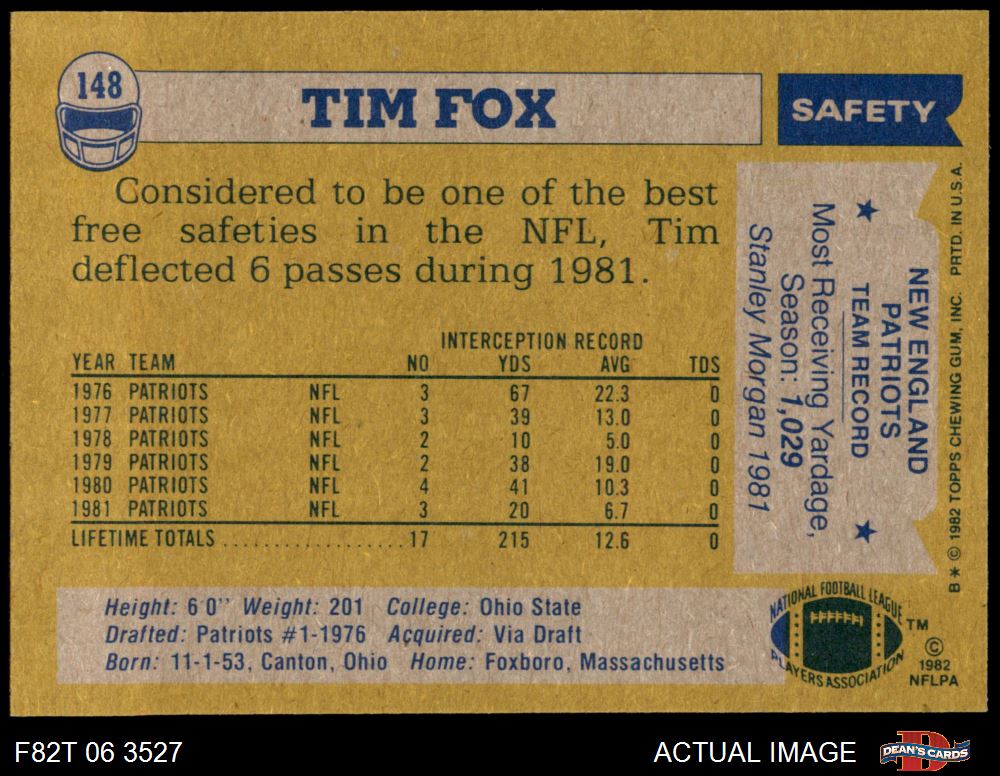 148
TIM FOX
SAFETY
Considered to be one of the best
free safeties in the NFL, Tim
deflected 6 passes during 1981.
INTERCEPTION RECORD
YEAR TEAM NO YDS AVG TDS
1976 PATRIOTS NFL 3 67 22.3 0
1977 PATRIOTS NFL 3 39 13.0 0
1978 PATRIOTS NFL 2 10 5.0 0
1979 PATRIOTS NFL 2 38 19.0 0
1980 PATRIOTS NFL 4 41 10.3 0
1981 PATRIOTS NFL 3 20 6.7 0
LIFETIME TOTALS .................. 17 215 12.6 0
Height: 6'0" Weight: 201 College: Ohio State
Drafted: Patriots #1-1976 Acquired: Via Draft
Born: 11-1-53, Canton, Ohio Home: Foxboro, Massachusetts
NEW ENGLAND
PATRIOTS
★ TEAM RECORD ★
Most Receiving Yardage,
Season: 1,029
Stanley Morgan 1981
B * © 1982 TOPPS CHEWING GUM, INC. PRTD. IN U.S.A.
NATIONAL FOOTBALL LEAGUE
PLAYERS ASSOCIATION
TM
©
1982
NFLPA
F82T 06 3527
ACTUAL IMAGE
DEAN'S CARDS